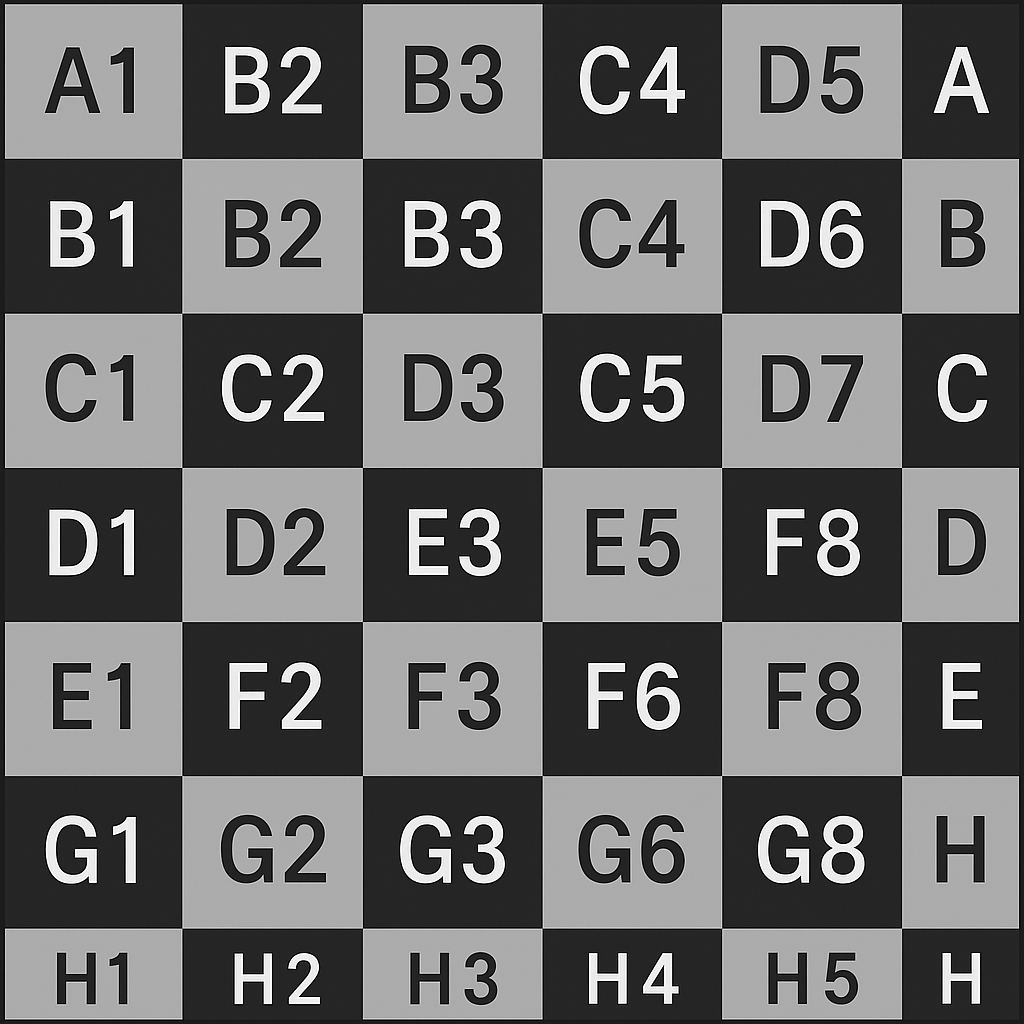 A1 B2 B3 C4 D5 A
B1 B2 B3 C4 D6 B
C1 C2 D3 C5 D7 C
D1 D2 E3 E5 F8 D
E1 F2 F3 F6 F8 E
G1 G2 G3 G6 G8 H
H1 H2 H3 H4 H5 H